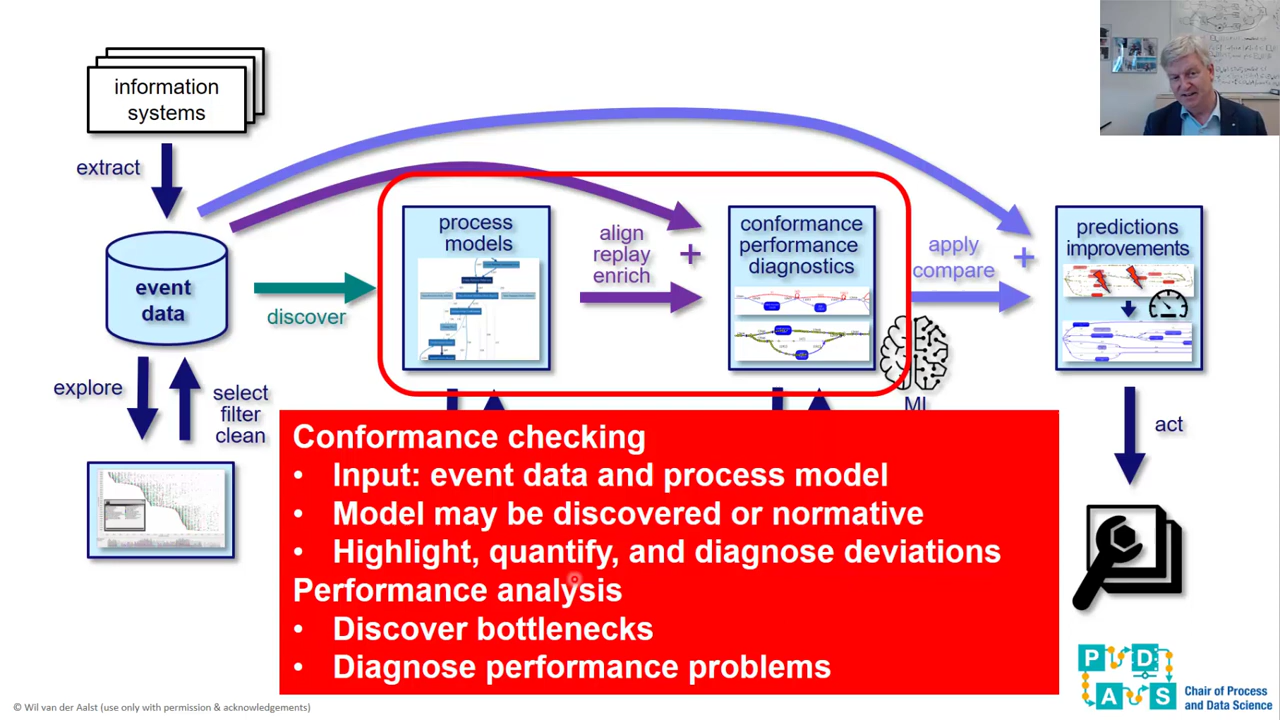 information
systems
extract
event
data
explore
select
filter
clean
discover
process
models
align
replay
enrich
+
conformance
performance
diagnostics
apply
compare
+
predictions
improvements
ML
act
Conformance checking
• Input: event data and process model
• Model may be discovered or normative
• Highlight, quantify, and diagnose deviations
Performance analysis
• Discover bottlenecks
• Diagnose performance problems
P D
A S
Chair of Process
and Data Science
© Wil van der Aalst (use only with permission & acknowledgements)